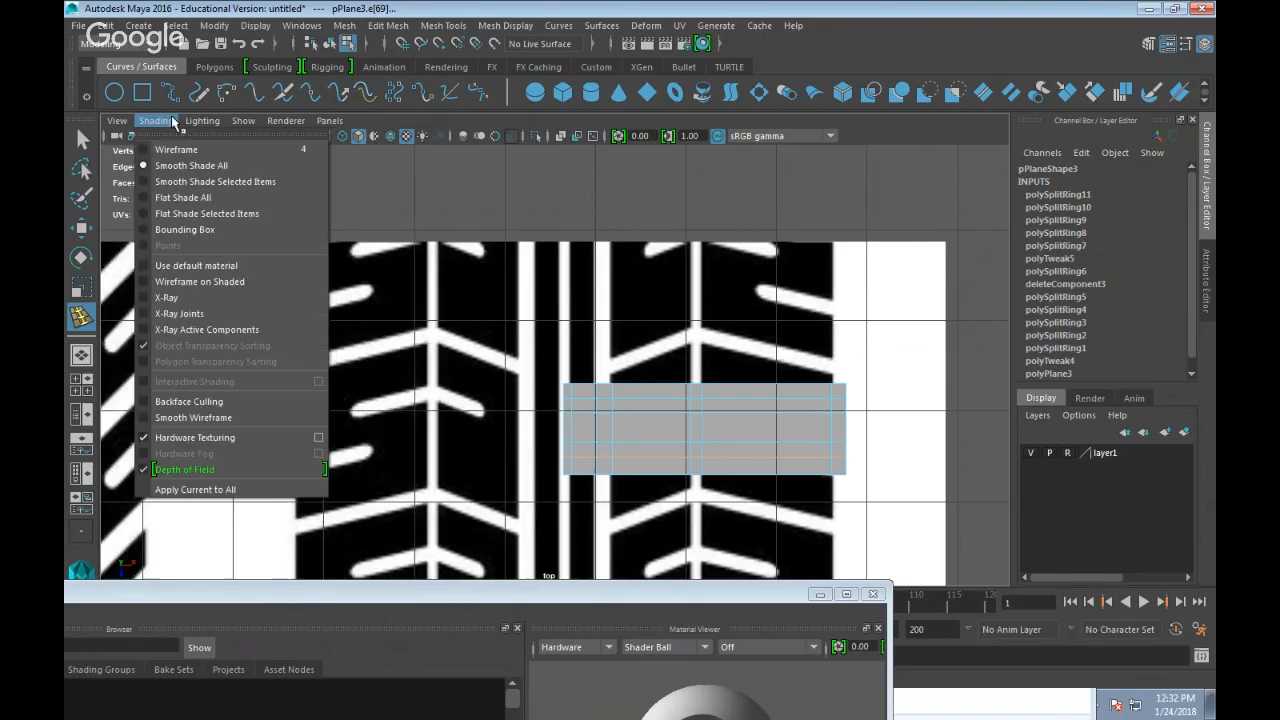 Autodesk Maya 2016 - Educational Version: untitled*   ---   pPlane3.e[69]...
File Edit Create Select Modify Display Windows Mesh Edit Mesh Mesh Tools Mesh Display Curves Surfaces Deform UV Generate Cache Help
Google
Modeling No Live Surface
Curves / Surfaces Polygons Sculpting Rigging Animation Rendering FX FX Caching Custom XGen Bullet TURTLE
View Shading Lighting Show Renderer Panels
0.00 1.00 sRGB gamma
Verts
Edge
Face
Tris:
UVs:
Wireframe 4
Smooth Shade All
Smooth Shade Selected Items
Flat Shade All
Flat Shade Selected Items
Bounding Box
Points
Use default material
Wireframe on Shaded
X-Ray
X-Ray Joints
X-Ray Active Components
Object Transparency Sorting
Polygon Transparency Sorting
Interactive Shading
Backface Culling
Smooth Wireframe
Hardware Texturing
Hardware Fog
Depth of Field
Apply Current to All
top
Y X
Channel Box / Layer Editor
Channels Edit Object Show
pPlaneShape3
INPUTS
polySplitRing11
polySplitRing10
polySplitRing9
polySplitRing8
polySplitRing7
polyTweak5
polySplitRing6
deleteComponent3
polySplitRing5
polySplitRing4
polySplitRing3
polySplitRing2
polySplitRing1
polyTweak4
polyPlane3
Display Render Anim
Layers Options Help
V P R layer1
Channel Box / Layer Editor
Attribute Editor
110 115 12 1
200 No Anim Layer No Character Set
Browser
Show
Shading Groups Bake Sets Projects Asset Nodes
Material Viewer
Hardware Shader Ball Off 0.00
12:32 PM
1/24/2018